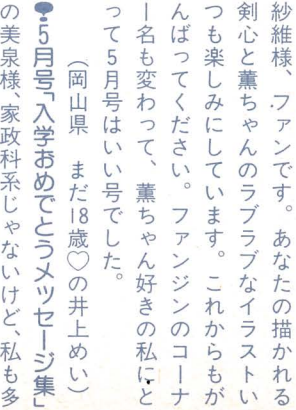 紗維様、ファンです。あなたの描かれる
剣心と薫ちゃんのラブラブなイラストい
つも楽しみにしています。これからもが
んばってください。ファンジンのコーナ
ー名も変わって、薫ちゃん好きの私にと
って5月号はいい号でした。
（岡山県　まだ18歳♡の井上めい）
●5月号「入学おめでとうメッセージ集」
の美泉様、家政科系じゃないけど、私も多